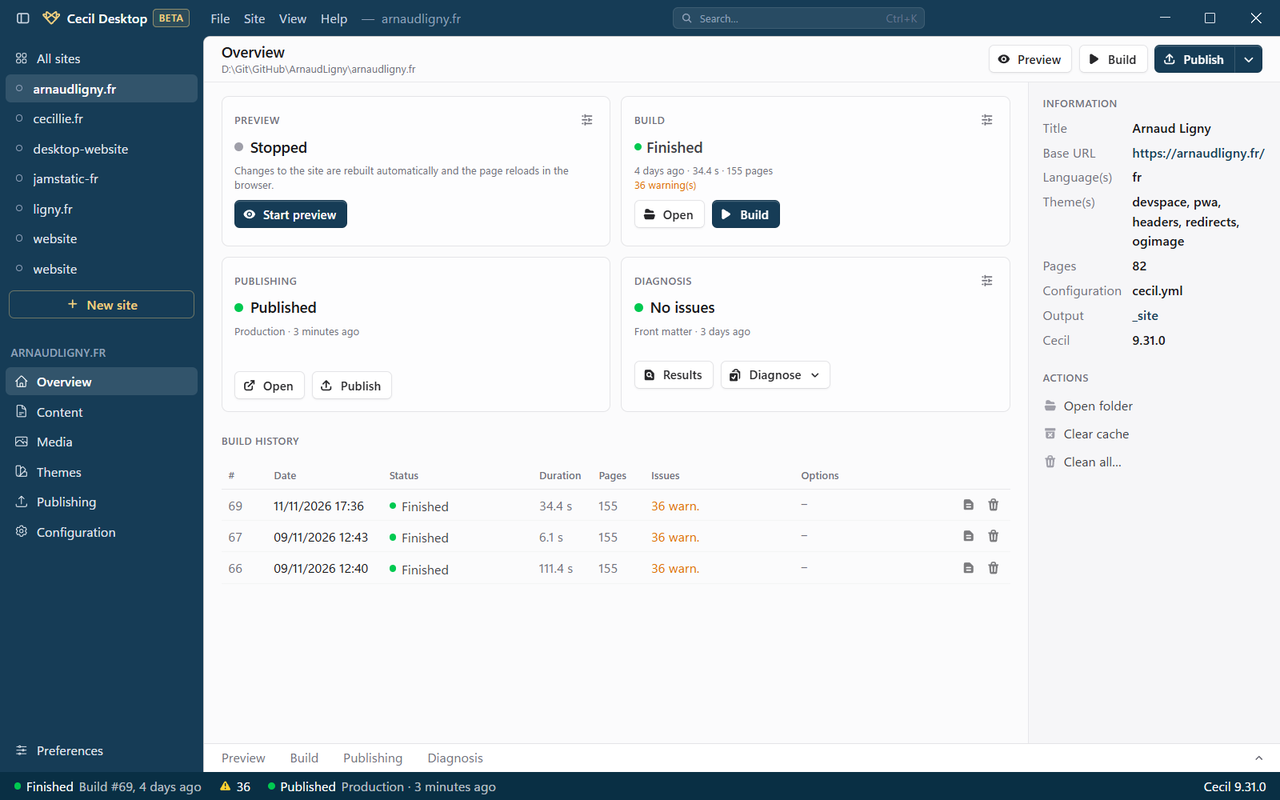 Cecil Desktop BETA File Site View Help — arnaudligny.fr Search... Ctrl+K
All sites
arnaudligny.fr
cecillie.fr
desktop-website
jamstatic-fr
ligny.fr
website
website
+ New site
ARNAUDLIGNY.FR
Overview
Content
Media
Themes
Publishing
Configuration
Preferences
Overview
D:\Git\GitHub\ArnaudLigny\arnaudligny.fr
Preview Build Publish
PREVIEW
Stopped
Changes to the site are rebuilt automatically and the page reloads in the
browser.
Start preview
BUILD
Finished
4 days ago · 34.4 s · 155 pages
36 warning(s)
Open Build
PUBLISHING
Published
Production · 3 minutes ago
Open Publish
DIAGNOSIS
No issues
Front matter · 3 days ago
Results Diagnose
BUILD HISTORY
# Date Status Duration Pages Issues Options
69 11/11/2026 17:36 Finished 34.4 s 155 36 warn. –
67 09/11/2026 12:43 Finished 6.1 s 155 36 warn. –
66 09/11/2026 12:40 Finished 111.4 s 155 36 warn. –
INFORMATION
Title Arnaud Ligny
Base URL https://arnaudligny.fr/
Language(s) fr
Theme(s) devspace, pwa,
headers, redirects,
ogimage
Pages 82
Configuration cecil.yml
Output _site
Cecil 9.31.0
ACTIONS
Open folder
Clear cache
Clean all...
Preview Build Publishing Diagnosis
Finished Build #69, 4 days ago 36 Published Production · 3 minutes ago Cecil 9.31.0